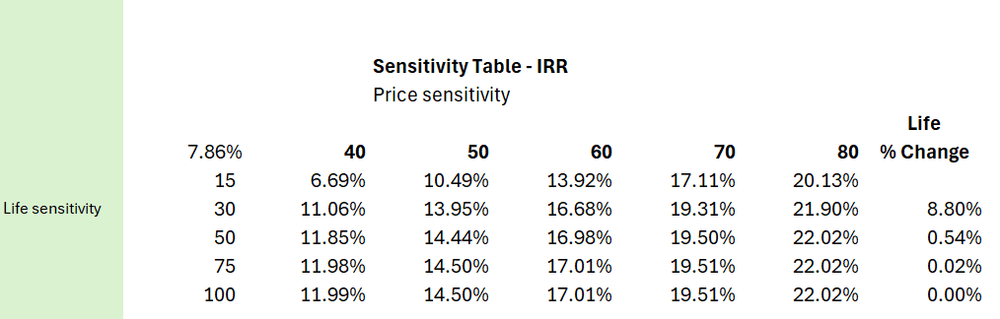 Sensitivity Table - IRR
Price sensitivity
Life
7.86% 40 50 60 70 80 % Change
15 6.69% 10.49% 13.92% 17.11% 20.13%
Life sensitivity 30 11.06% 13.95% 16.68% 19.31% 21.90% 8.80%
50 11.85% 14.44% 16.98% 19.50% 22.02% 0.54%
75 11.98% 14.50% 17.01% 19.51% 22.02% 0.02%
100 11.99% 14.50% 17.01% 19.51% 22.02% 0.00%